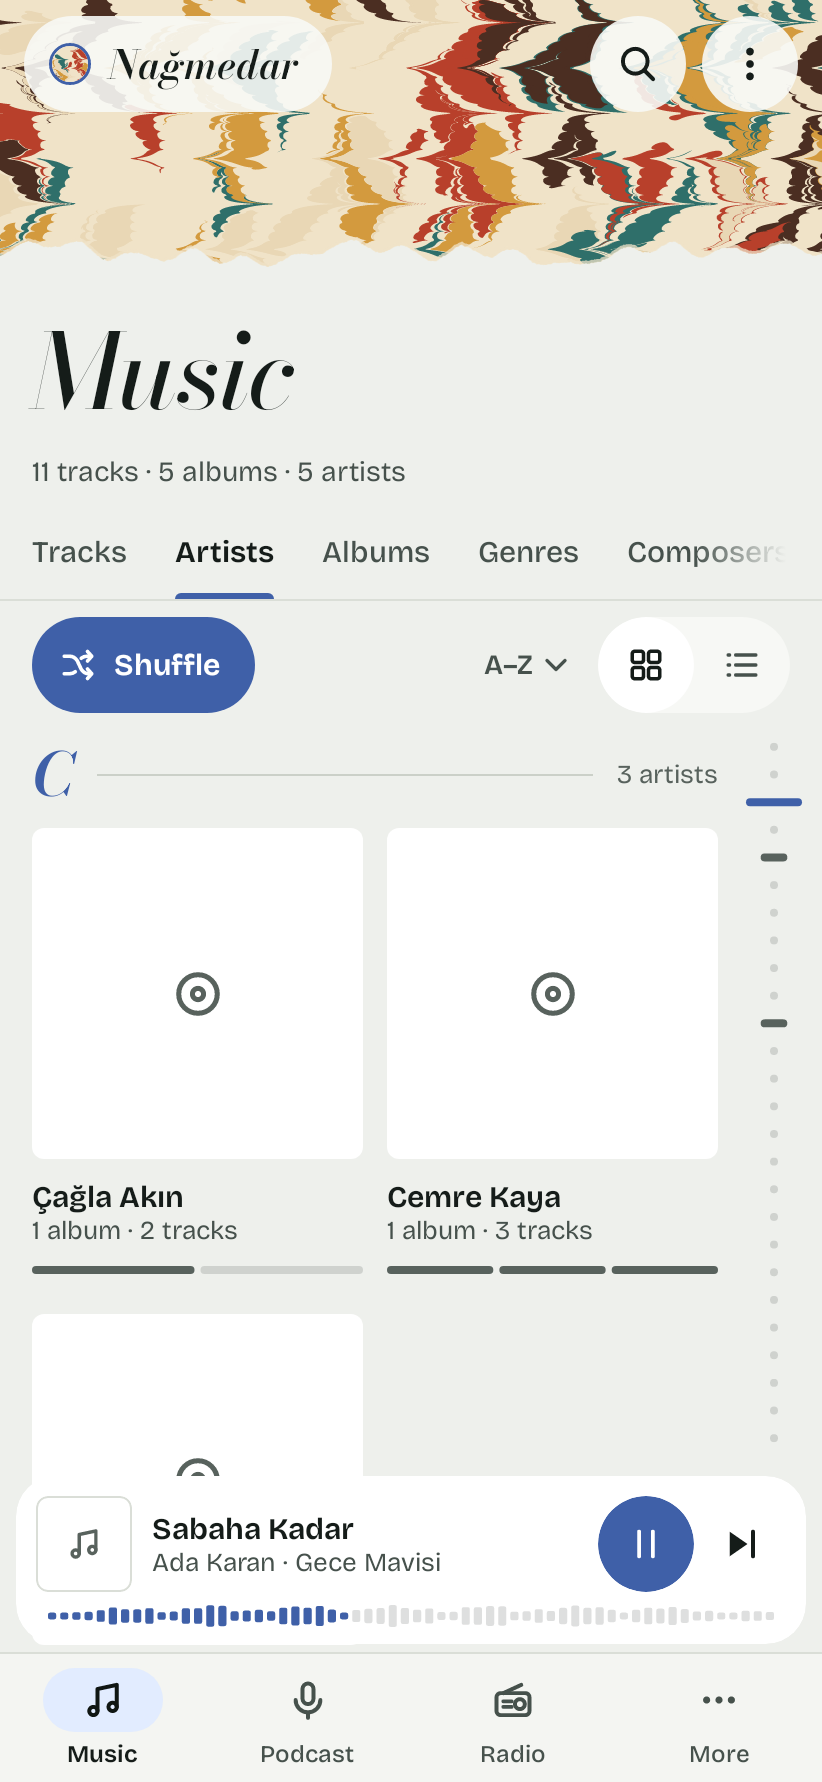 Nağmedar
Music
11 tracks · 5 albums · 5 artists
Tracks Artists Albums Genres Composers
Shuffle A–Z
C 3 artists
Çağla Akın Cemre Kaya
1 album · 2 tracks 1 album · 3 tracks
Sabaha Kadar
Ada Karan · Gece Mavisi
Music Podcast Radio More